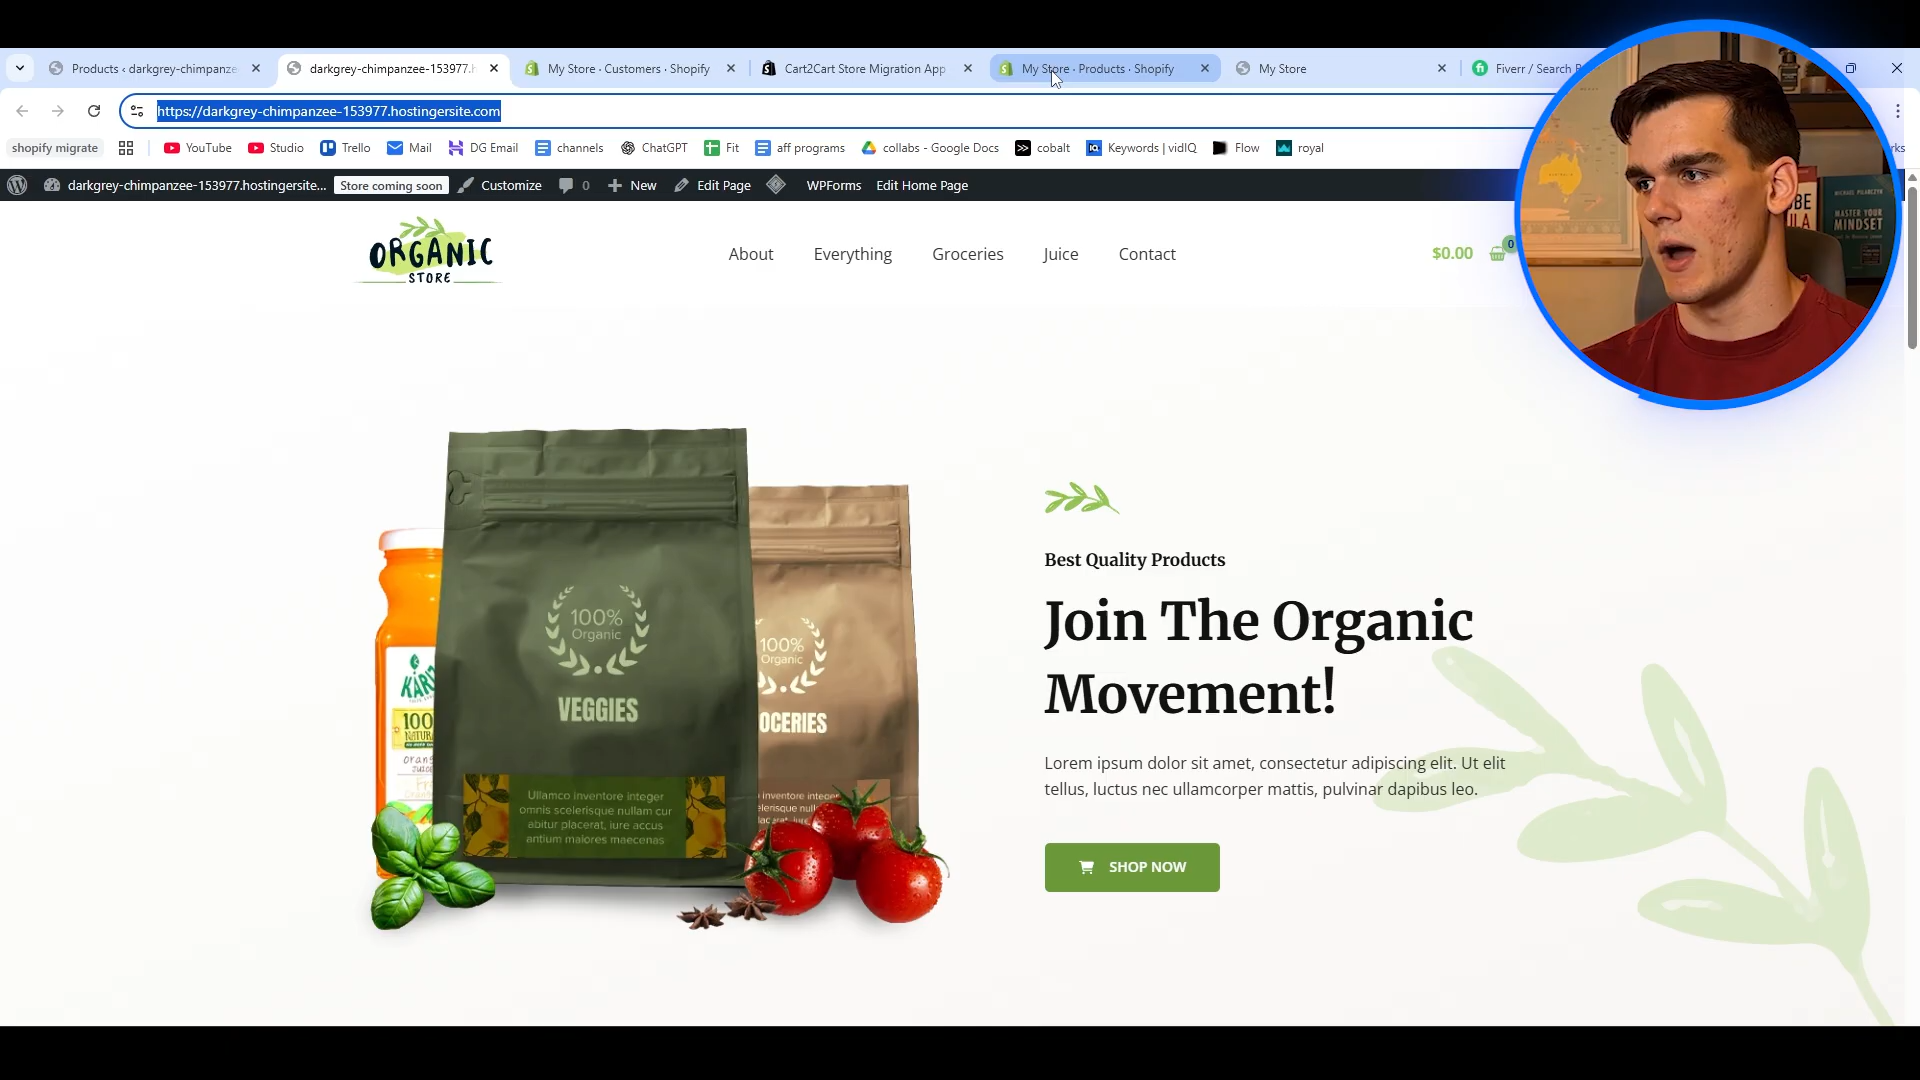 Products ‹ darkgrey-chimpanze
darkgrey-chimpanzee-153977.h
My Store · Customers · Shopify
Cart2Cart Store Migration App
My Store · Products · Shopify
My Store
Fiverr / Search
https://darkgrey-chimpanzee-153977.hostingersite.com
shopify migrate
YouTube
Studio
Trello
Mail
DG Email
channels
ChatGPT
Fit
aff programs
collabs - Google Docs
cobalt
Keywords | vidIQ
Flow
royal
darkgrey-chimpanzee-153977.hostingersite...
Store coming soon
Customize
0
New
Edit Page
WPForms
Edit Home Page
MICHAEL PILARCZYK
MASTER YOUR
MINDSET
ORGANIC
STORE
About
Everything
Groceries
Juice
Contact
$0.00
0
100%
Organic
VEGGIES
Ullamco inventore integer
omnis scelerisque nullam cur
abitur placerat, iure accus
antium maiores maecenas
100%
Organic
OCERIES
Best Quality Products
Join The Organic
Movement!
Lorem ipsum dolor sit amet, consectetur adipiscing elit. Ut elit
tellus, luctus nec ullamcorper mattis, pulvinar dapibus leo.
SHOP NOW